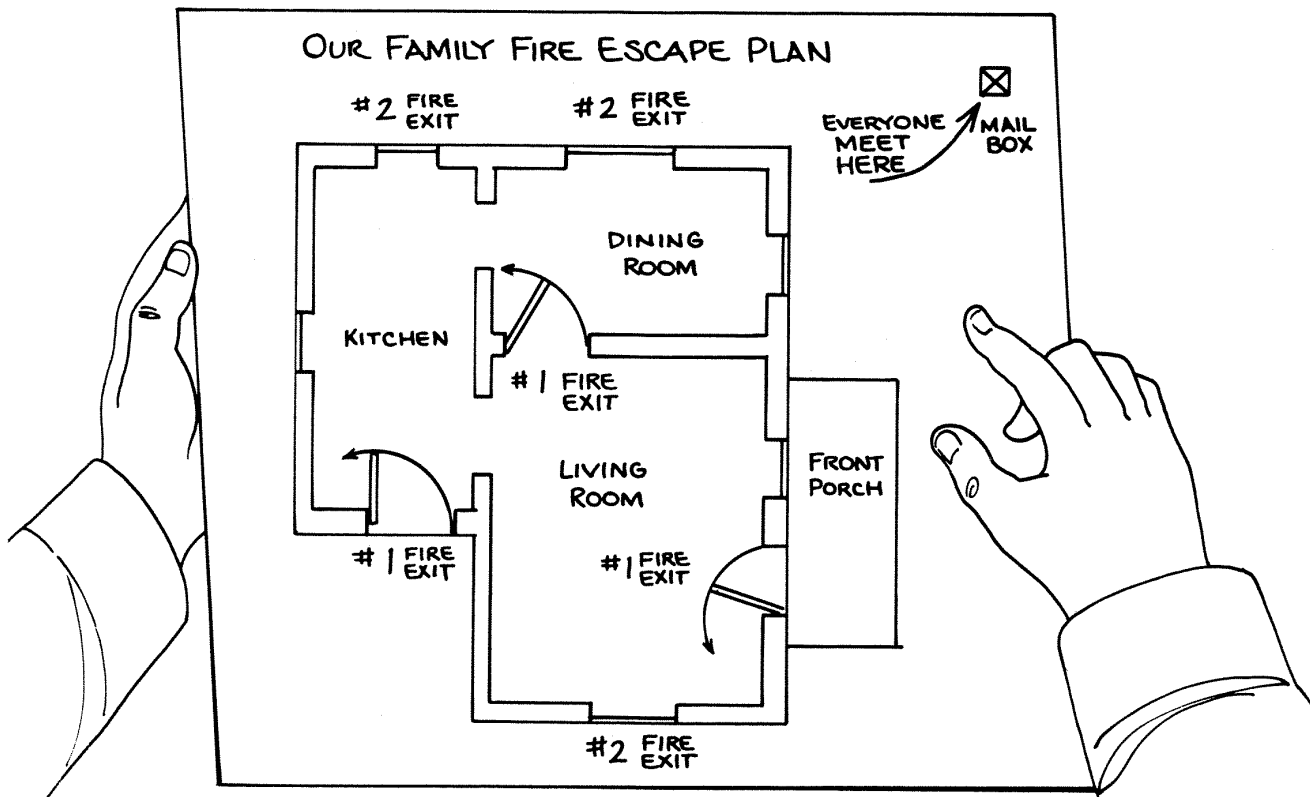 OUR FAMILY FIRE ESCAPE PLAN
#2 FIRE
EXIT
#2 FIRE
EXIT
EVERYONE
MEET
HERE
MAIL
BOX
DINING
ROOM
KITCHEN
#1 FIRE
EXIT
LIVING
ROOM
FRONT
PORCH
#1 FIRE
EXIT
#1 FIRE
EXIT
#2 FIRE
EXIT